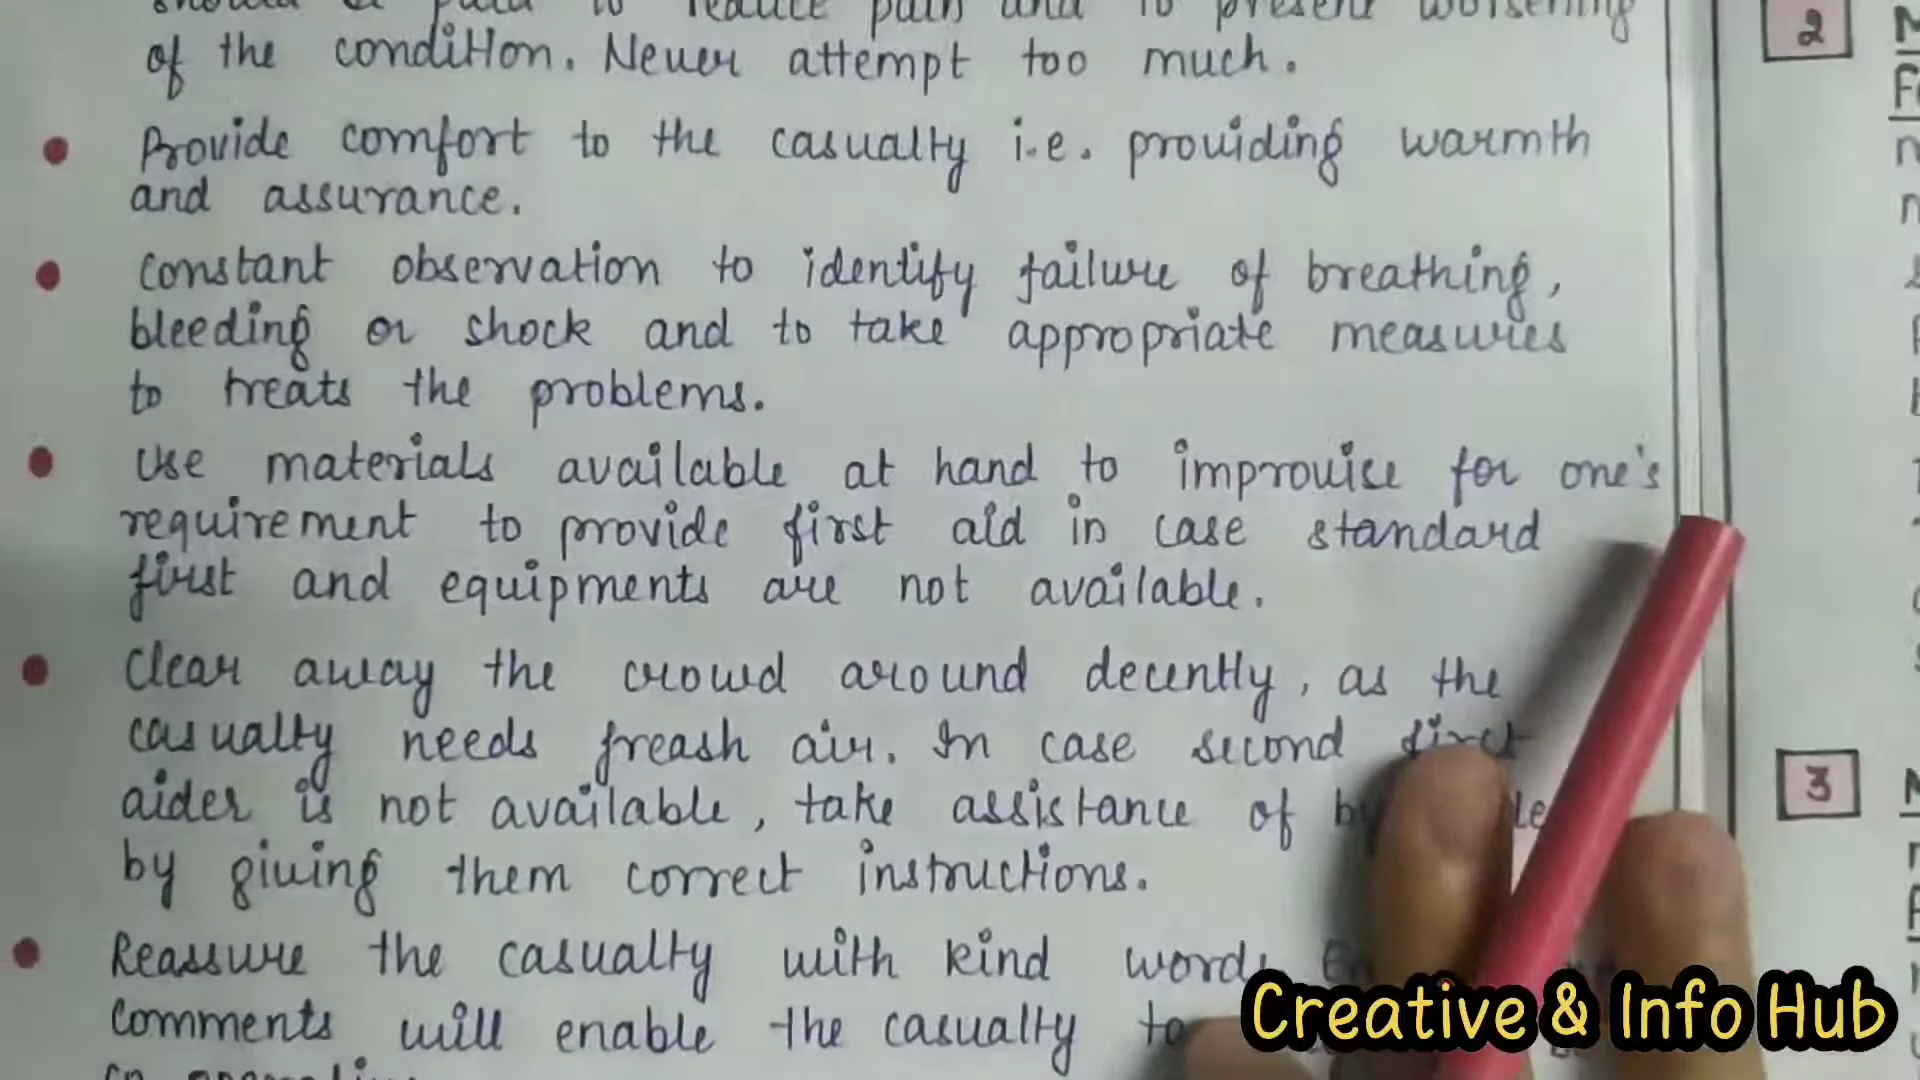 of the condition. Never attempt too much.
Provide comfort to the casualty i.e. providing warmth
and assurance.
Constant observation to identify failure of breathing,
bleeding or shock and to take appropriate measures
to treats the problems.
Use materials available at hand to improvise for one's
requirement to provide first aid in case standard
first and equipments are not available.
Clear away the crowd around decently, as the
casualty needs freash air. In case second first
aider is not available, take assistance of
by giving them correct instructions.
Reassure the casualty with kind words
comments will enable the casualty to
2
3
Creative & Info Hub